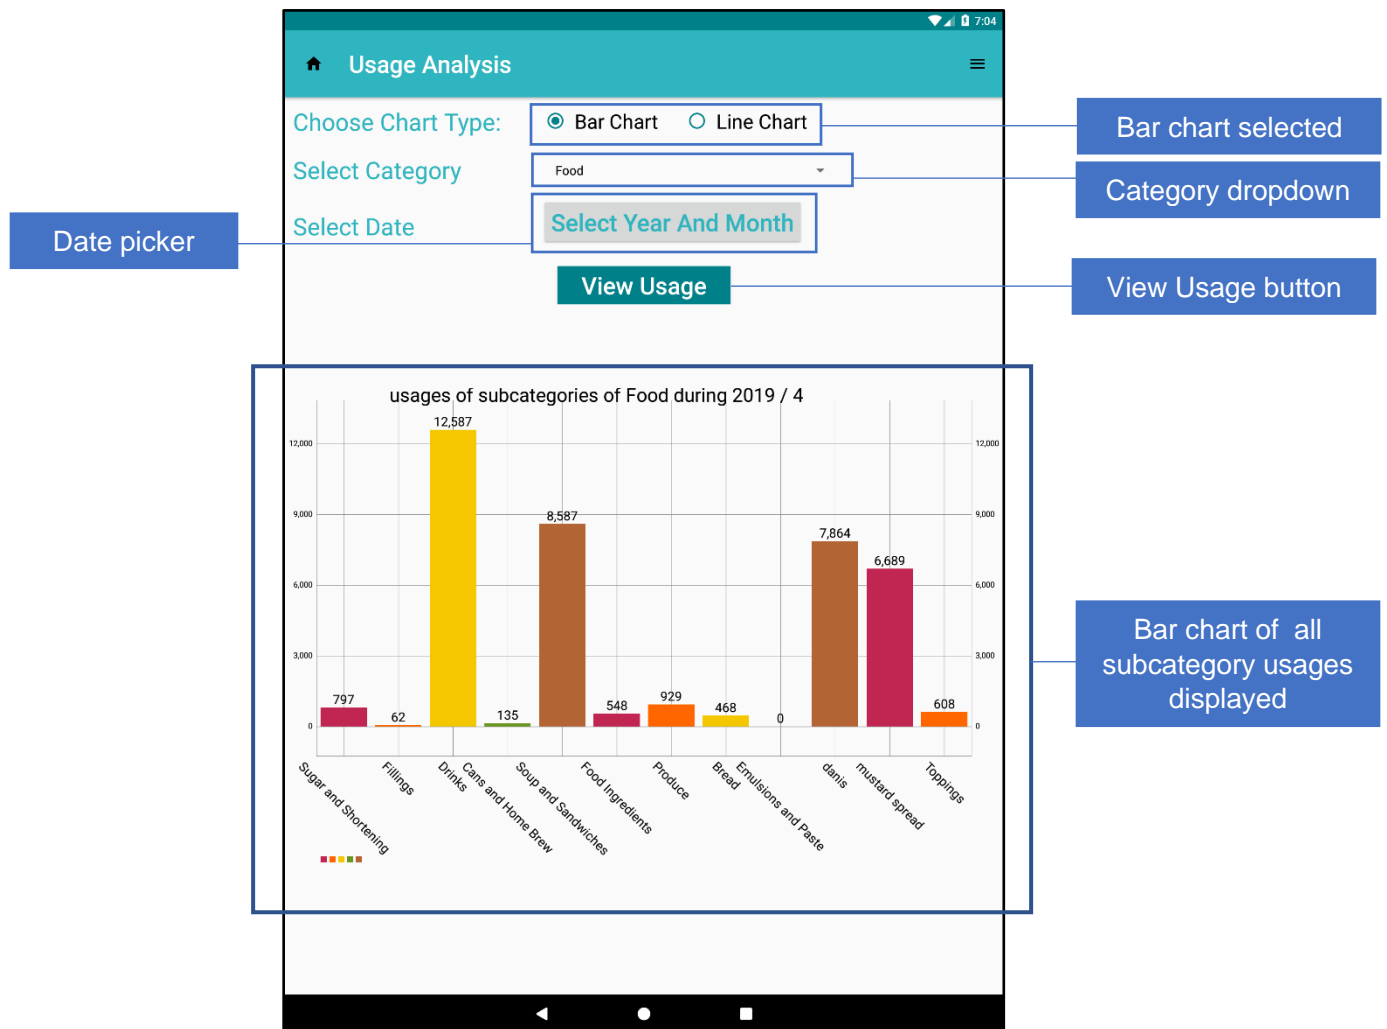 7:04
Usage Analysis
Choose Chart Type:
Bar Chart
Line Chart
Bar chart selected
Select Category
Food
Category dropdown
Date picker
Select Date
Select Year And Month
View Usage
View Usage button
usages of subcategories of Food during 2019 / 4
12,587
12,000
12,000
9,000
8,587
9,000
7,864
6,689
6,000
6,000
Bar chart of all
subcategory usages
displayed
3,000
3,000
797
62
135
548
929
468
0
608
0
0
Sugar and Shortening
Fillings
Drinks
Cans and Home Brew
Soup and Sandwiches
Food Ingredients
Produce
Bread
Emulsions and Paste
danis
mustard spread
Toppings